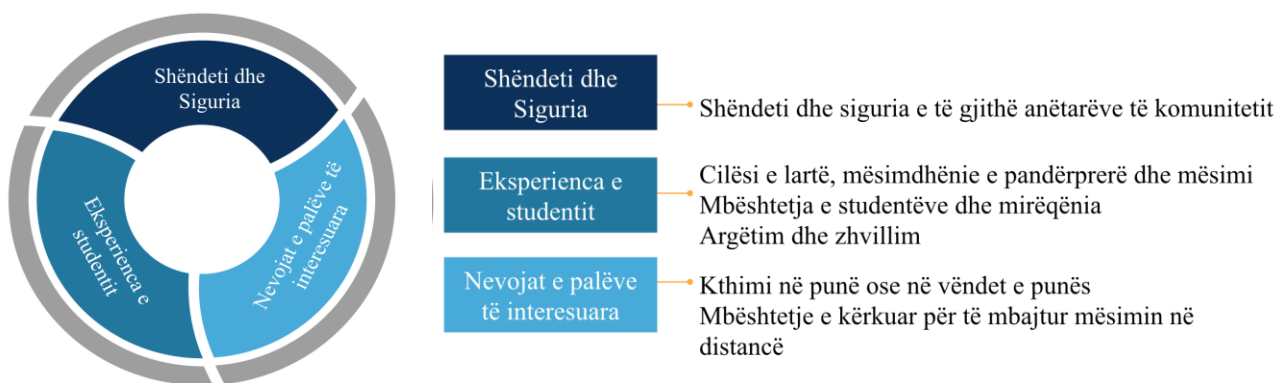 Shëndeti dhe
Siguria
Eksperienca e
studentit
Nevojat e palëve të
interesuara
Shëndeti dhe
Siguria
Shëndeti dhe siguria e të gjithë anëtarëve të komunitetit
Eksperienca e
studentit
Cilësi e lartë, mësimdhënie e pandërprerë dhe mësimi
Mbështetja e studentëve dhe mirëqënia
Argëtim dhe zhvillim
Nevojat e palëve
të interesuara
Kthimi në punë ose në vëndet e punës
Mbështetje e kërkuar për të mbajtur mësimin në
distancë